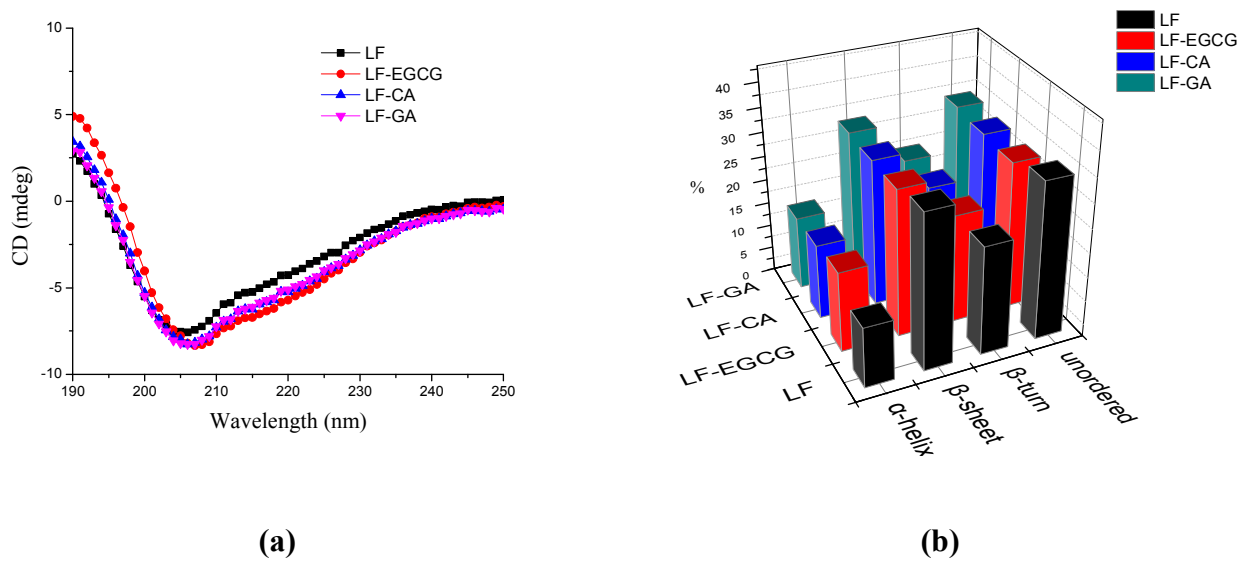 10
5
0
-5
-10
CD (mdeg)
190 200 210 220 230 240 250
Wavelength (nm)
LF
LF-EGCG
LF-CA
LF-GA
(a)
LF
LF-EGCG
LF-CA
LF-GA
40
35
30
25
20
15
10
5
0
%
LF-GA
LF-CA
LF-EGCG
LF
α-helix
β-sheet
β-turn
unordered
(b)